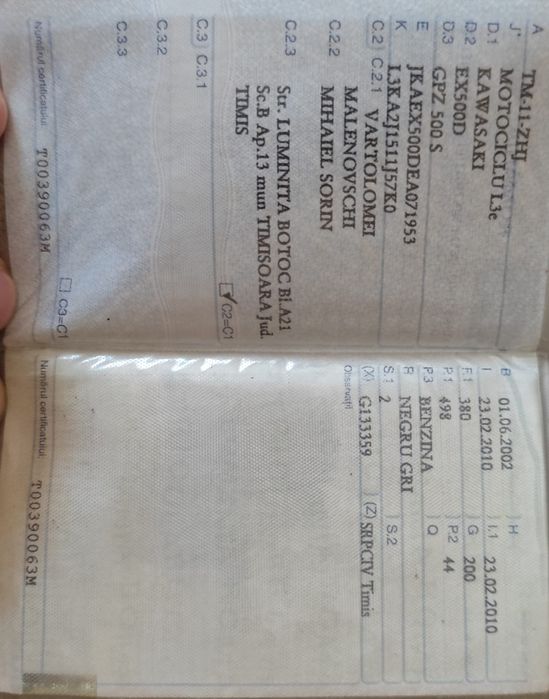 A TM-11-ZHJ
J* MOTOCICLU L3e
D.1 KAWASAKI
D.2 EX500D
D.3 GPZ 500 S
E JKAEX500DEA071953
K L3KA2J1511J57K0
C.2 C.2.1 VARTOLOMEI
MALENOVSCHI
C.2.2 MIHAIEL SORIN
C.2.3 Str. LUMINITA BOTOC Bl.A21
Sc.B Ap.13 mun TIMISOARA Jud.
TIMIS
C2=C1
C.3 C.3.1
C.3.2
C.3.3
C3=C1
Numărul certificatului T00390063M
B 01.06.2002 H
I 23.02.2010 I.1 23.02.2010
F.1 380 G 200
P.1 498 P.2 44
P.3 BENZINA Q
R NEGRU GRI
S.1 2 S.2
(X) G133359 (Z) SRPCIV Timis
Observații
Numărul certificatului T00390063M